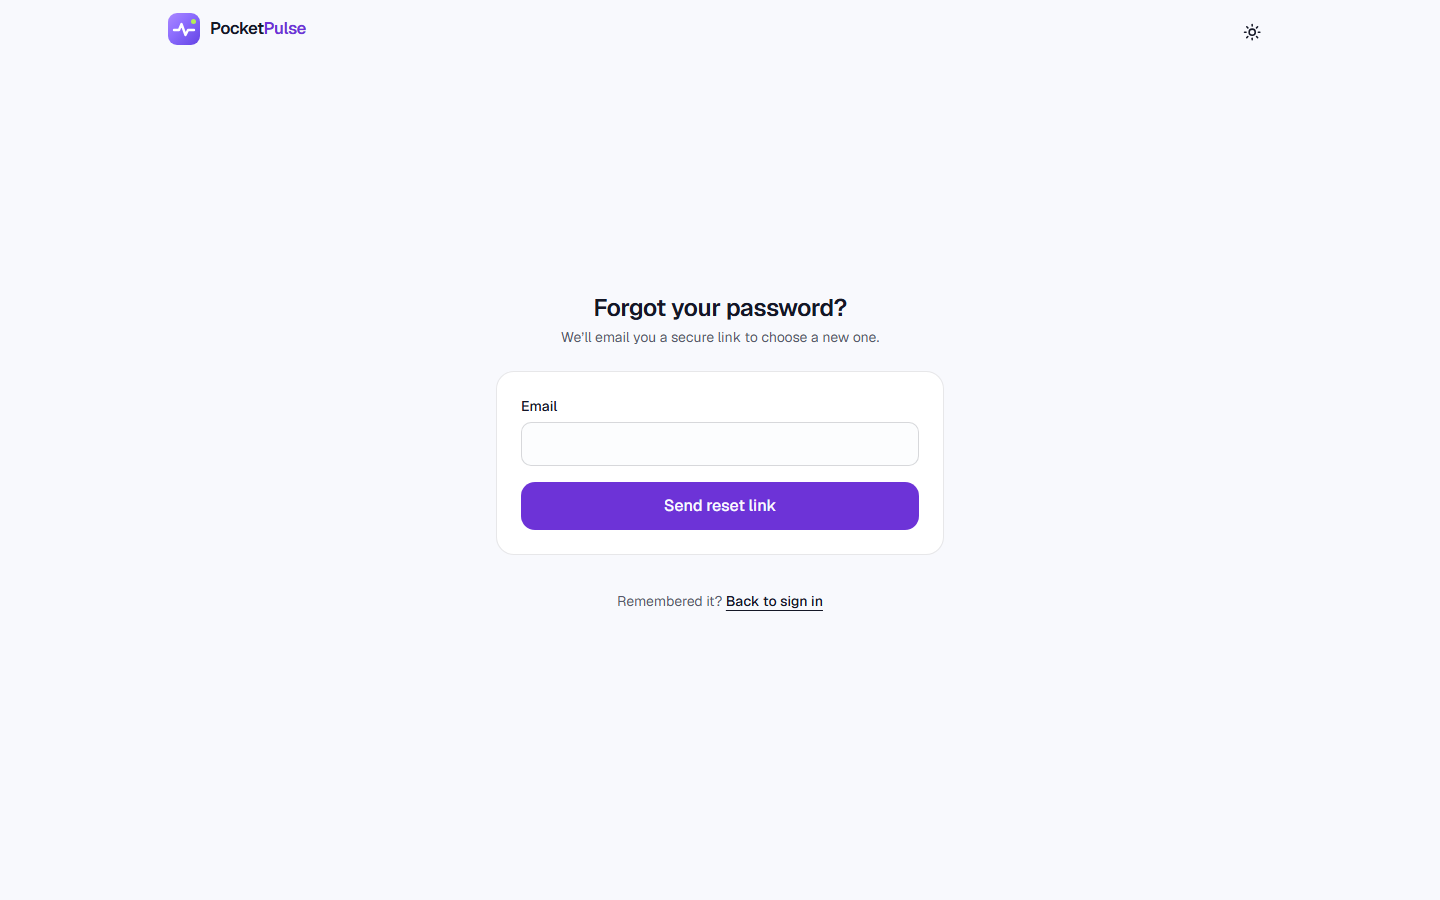 PocketPulse
Forgot your password?
We'll email you a secure link to choose a new one.
Email
Send reset link
Remembered it? Back to sign in